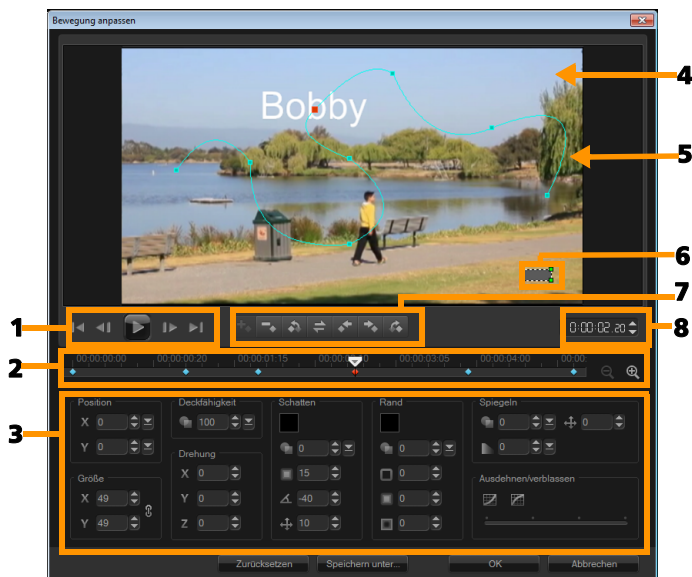 Bewegung anpassen
Bobby
4
5
6
7
1
0:00:02.20
8
2
00:00:00:00 00:00:00:20 00:00:01:15 00:00:03:05 00:00:04:00 00:00:
3
Position Deckfähigkeit Schatten Rand Spiegeln
X 0 100 0 0
Y 0 0 0 0
Drehung
X 0 15 0
Größe Ausdehnen/verblassen
X 49 Y 0 -40 0
Y 49 Z 0 10 0
Zurücksetzen Speichern unter... OK Abbrechen